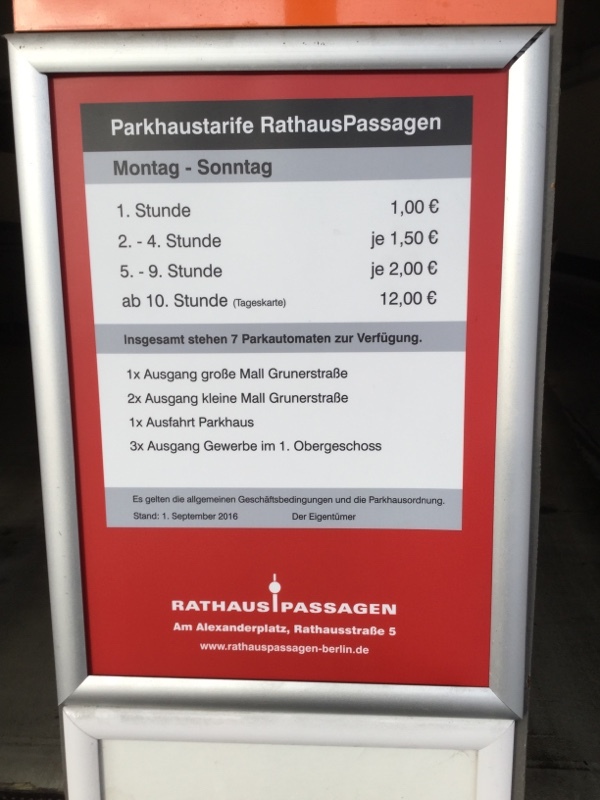 Parkhaustarife RathausPassagen
Montag - Sonntag
1. Stunde 1,00 €
2. - 4. Stunde je 1,50 €
5. - 9. Stunde je 2,00 €
ab 10. Stunde (Tageskarte) 12,00 €
Insgesamt stehen 7 Parkautomaten zur Verfügung.
1x Ausgang große Mall Grunerstraße
2x Ausgang kleine Mall Grunerstraße
1x Ausfahrt Parkhaus
3x Ausgang Gewerbe im 1. Obergeschoss
Es gelten die allgemeinen Geschäftsbedingungen und die Parkhausordnung.
Stand: 1. September 2016 Der Eigentümer
RATHAUS PASSAGEN
Am Alexanderplatz, Rathausstraße 5
www.rathauspassagen-berlin.de